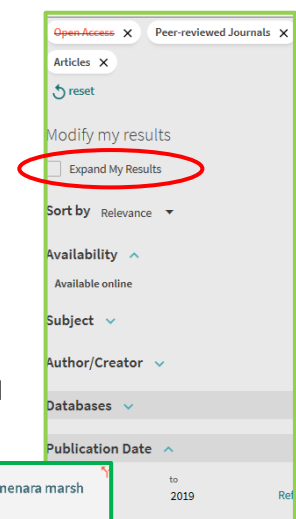 Open Access X Peer-reviewed Journals X
Articles X
reset
Modify my results
Expand My Results
Sort by Relevance
Availability
Available online
Subject
Author/Creator
Databases
Publication Date
to
2019
menara marsh